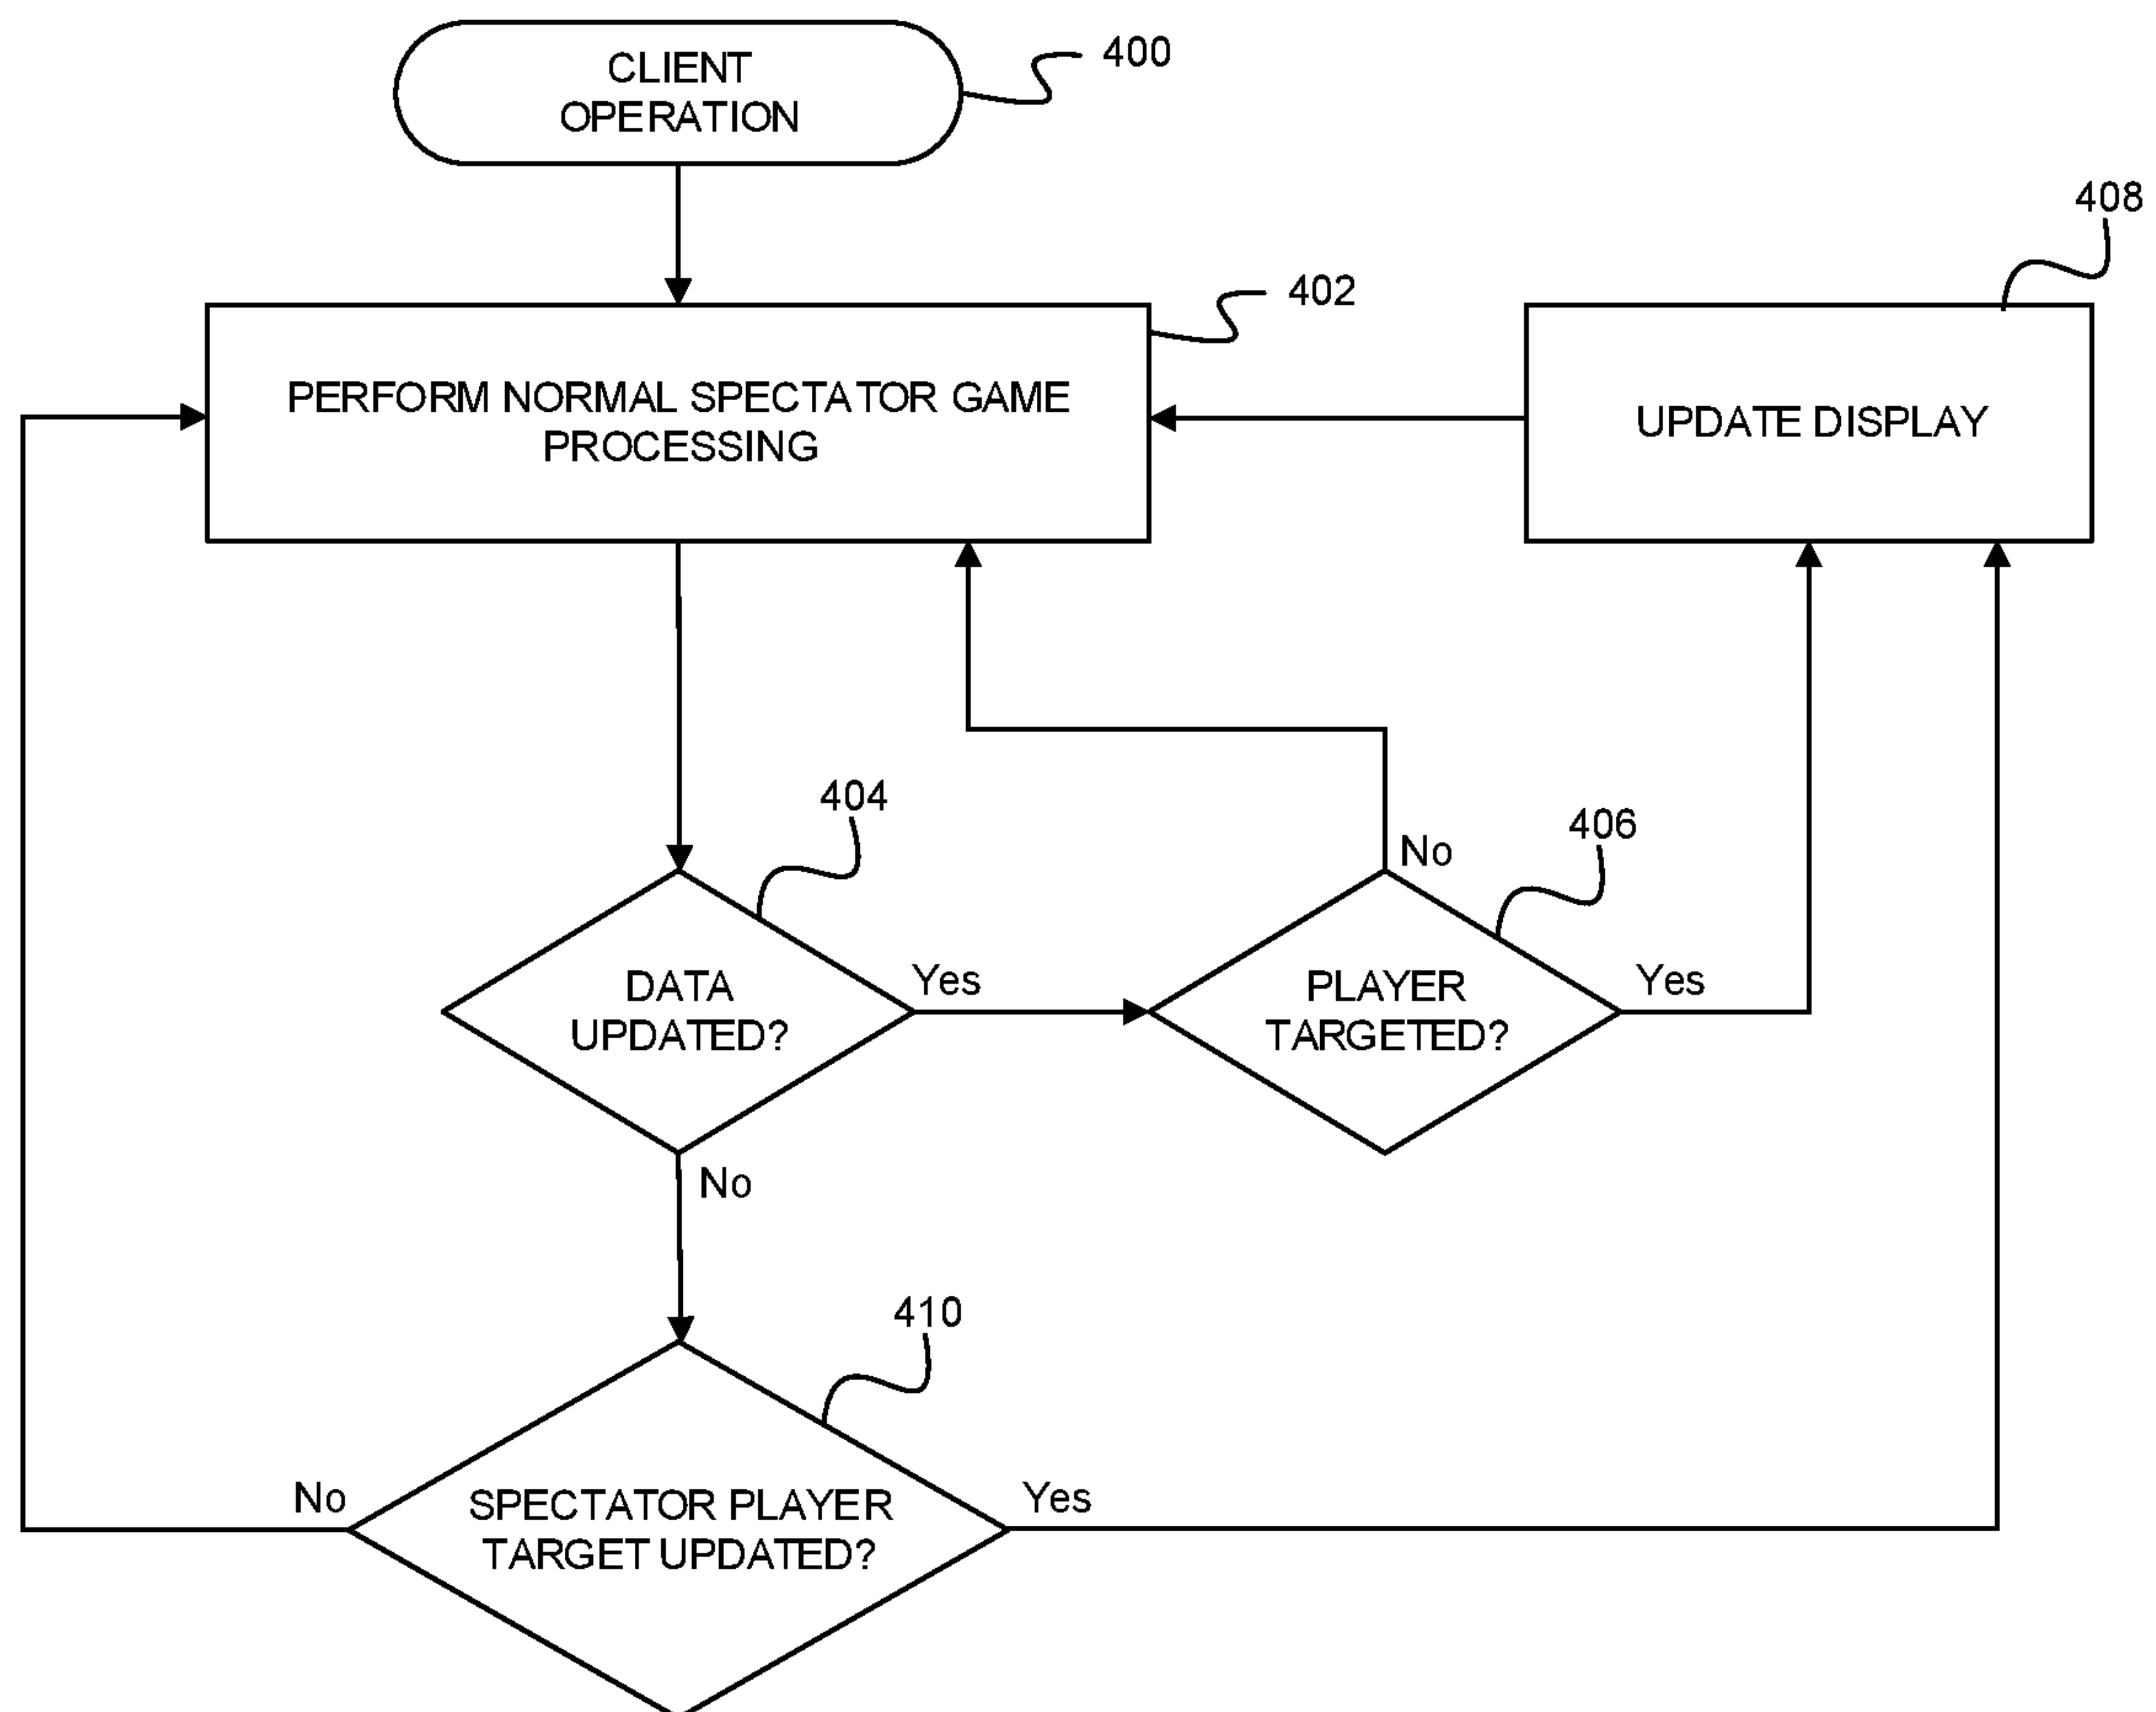 CLIENT
OPERATION
400
408
402
PERFORM NORMAL SPECTATOR GAME
PROCESSING
UPDATE DISPLAY
404
406
No
DATA
UPDATED?
Yes
PLAYER
TARGETED?
Yes
No
410
No
SPECTATOR PLAYER
TARGET UPDATED?
Yes